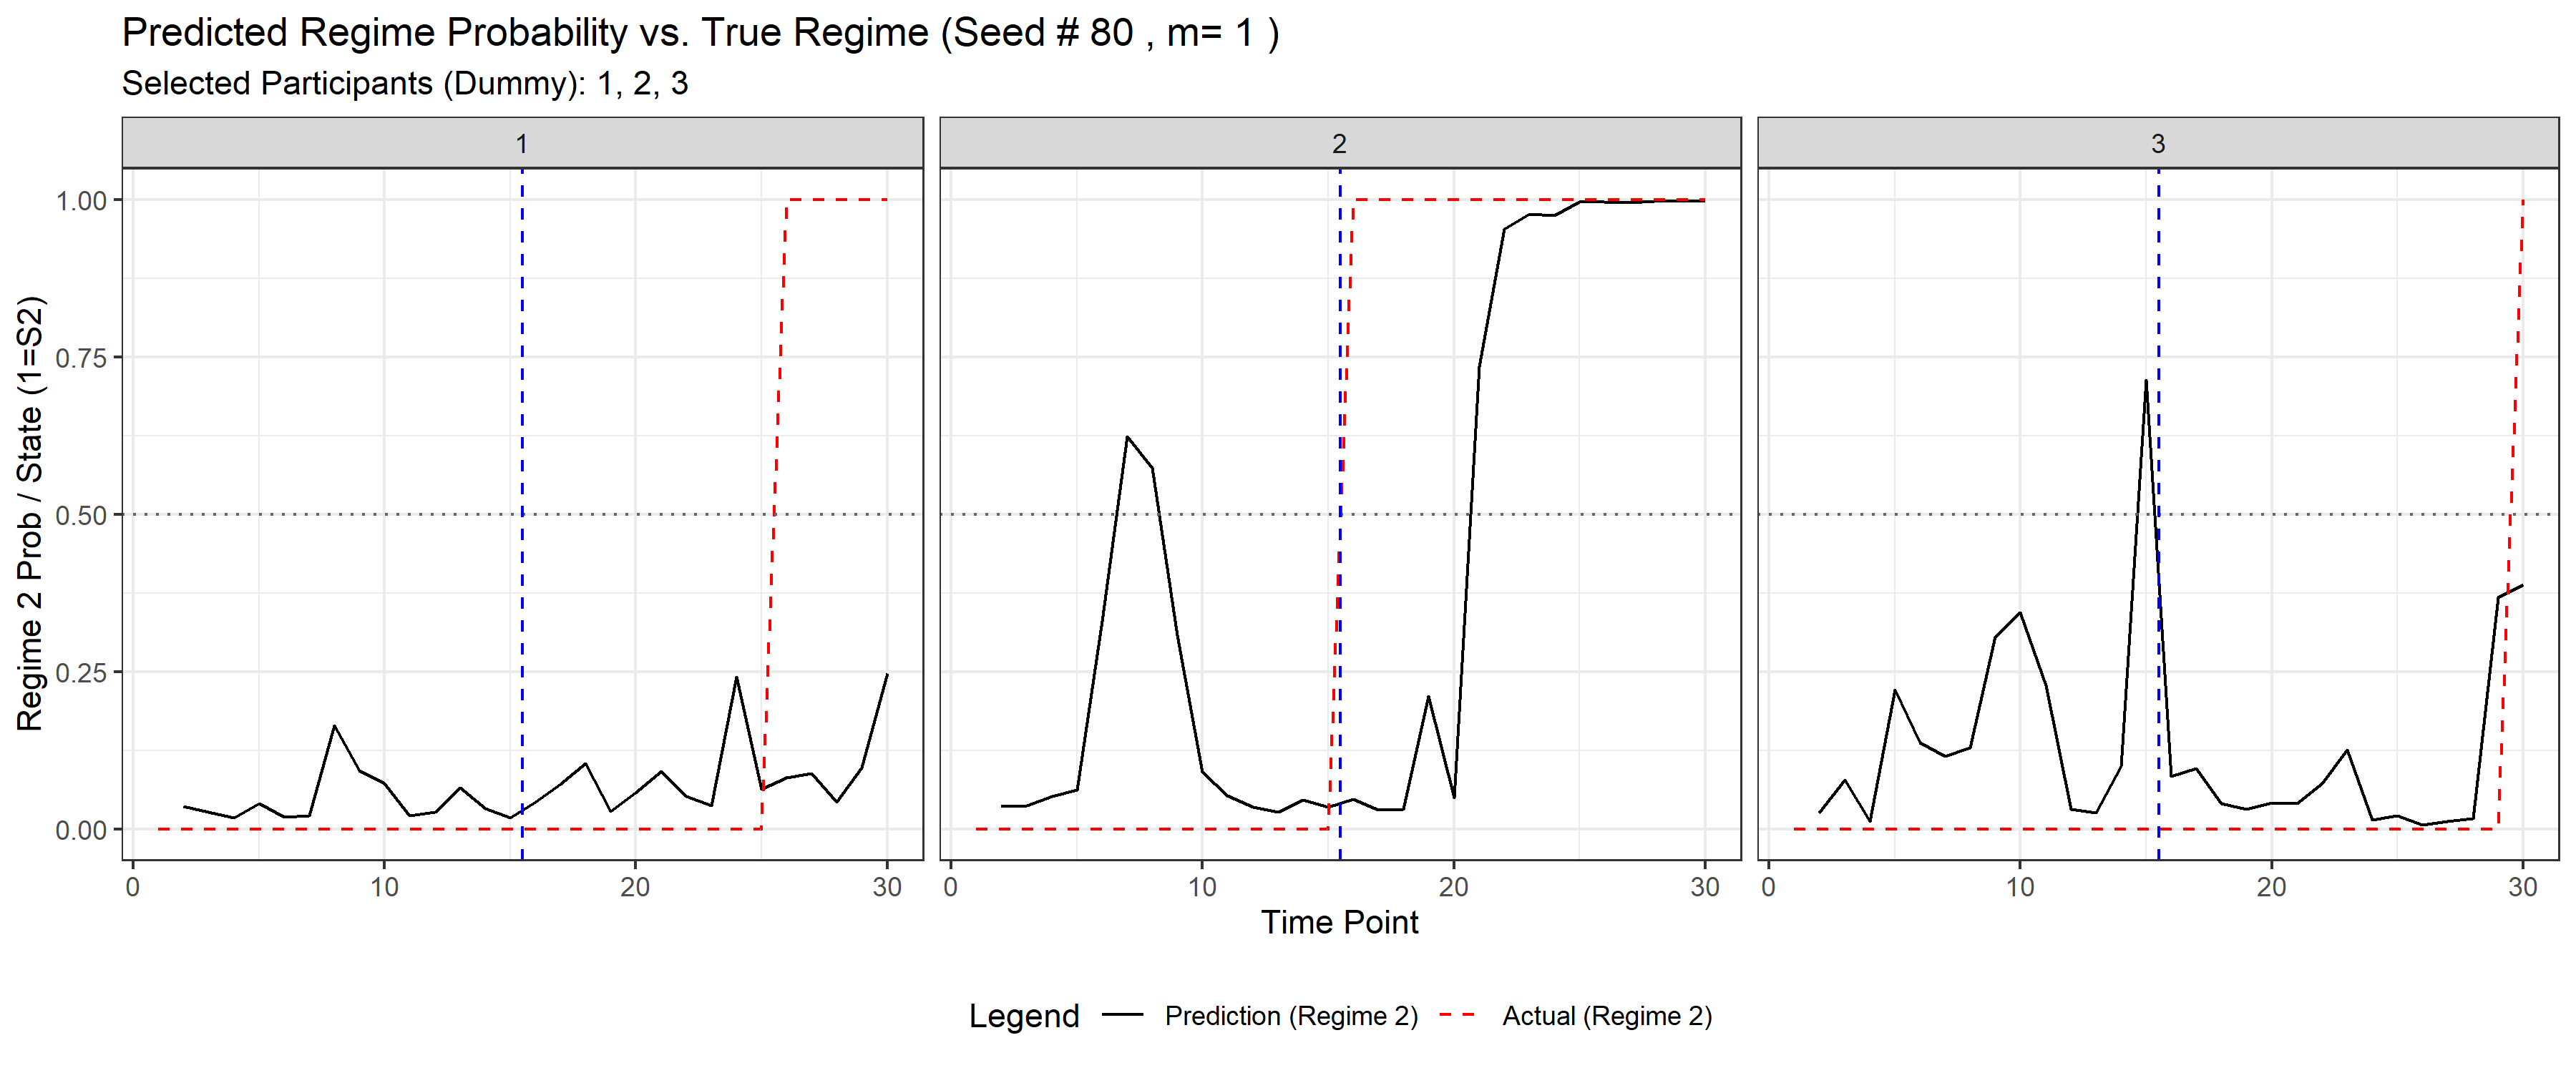 Predicted Regime Probability vs. True Regime (Seed # 80 , m= 1 )
Selected Participants (Dummy): 1, 2, 3
1
2
3
Regime 2 Prob / State (1=S2)
1.00
0.75
0.50
0.25
0.00
0 10 20 30
0 10 20 30
0 10 20 30
Time Point
Legend Prediction (Regime 2) Actual (Regime 2)